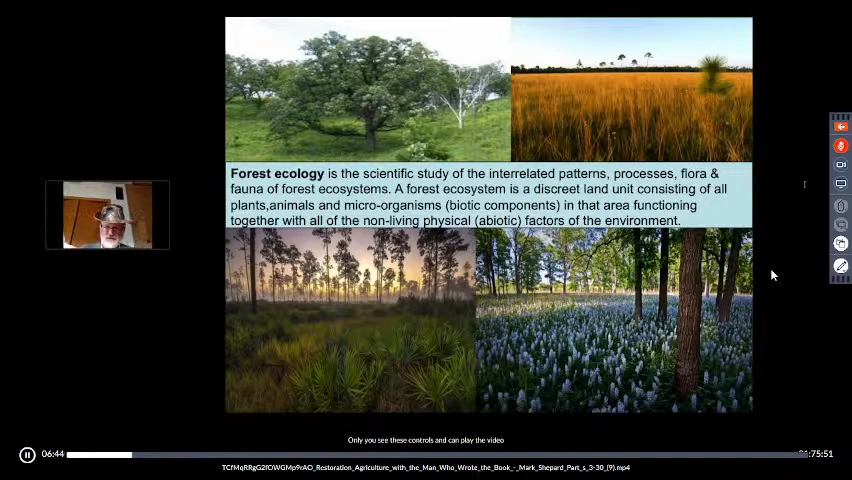 Forest ecology is the scientific study of the interrelated patterns, processes, flora &
fauna of forest ecosystems. A forest ecosystem is a discreet land unit consisting of all
plants,animals and micro-organisms (biotic components) in that area functioning
together with all of the non-living physical (abiotic) factors of the environment.
Only you see these controls and can play the video
06:44
TCfMqRRgG2fOWGMp9rAO_Restoration_Agriculture_with_the_Man_Who_Wrote_the_Book_-_Mark_Shepard_Part_s_3-30_(9).mp4